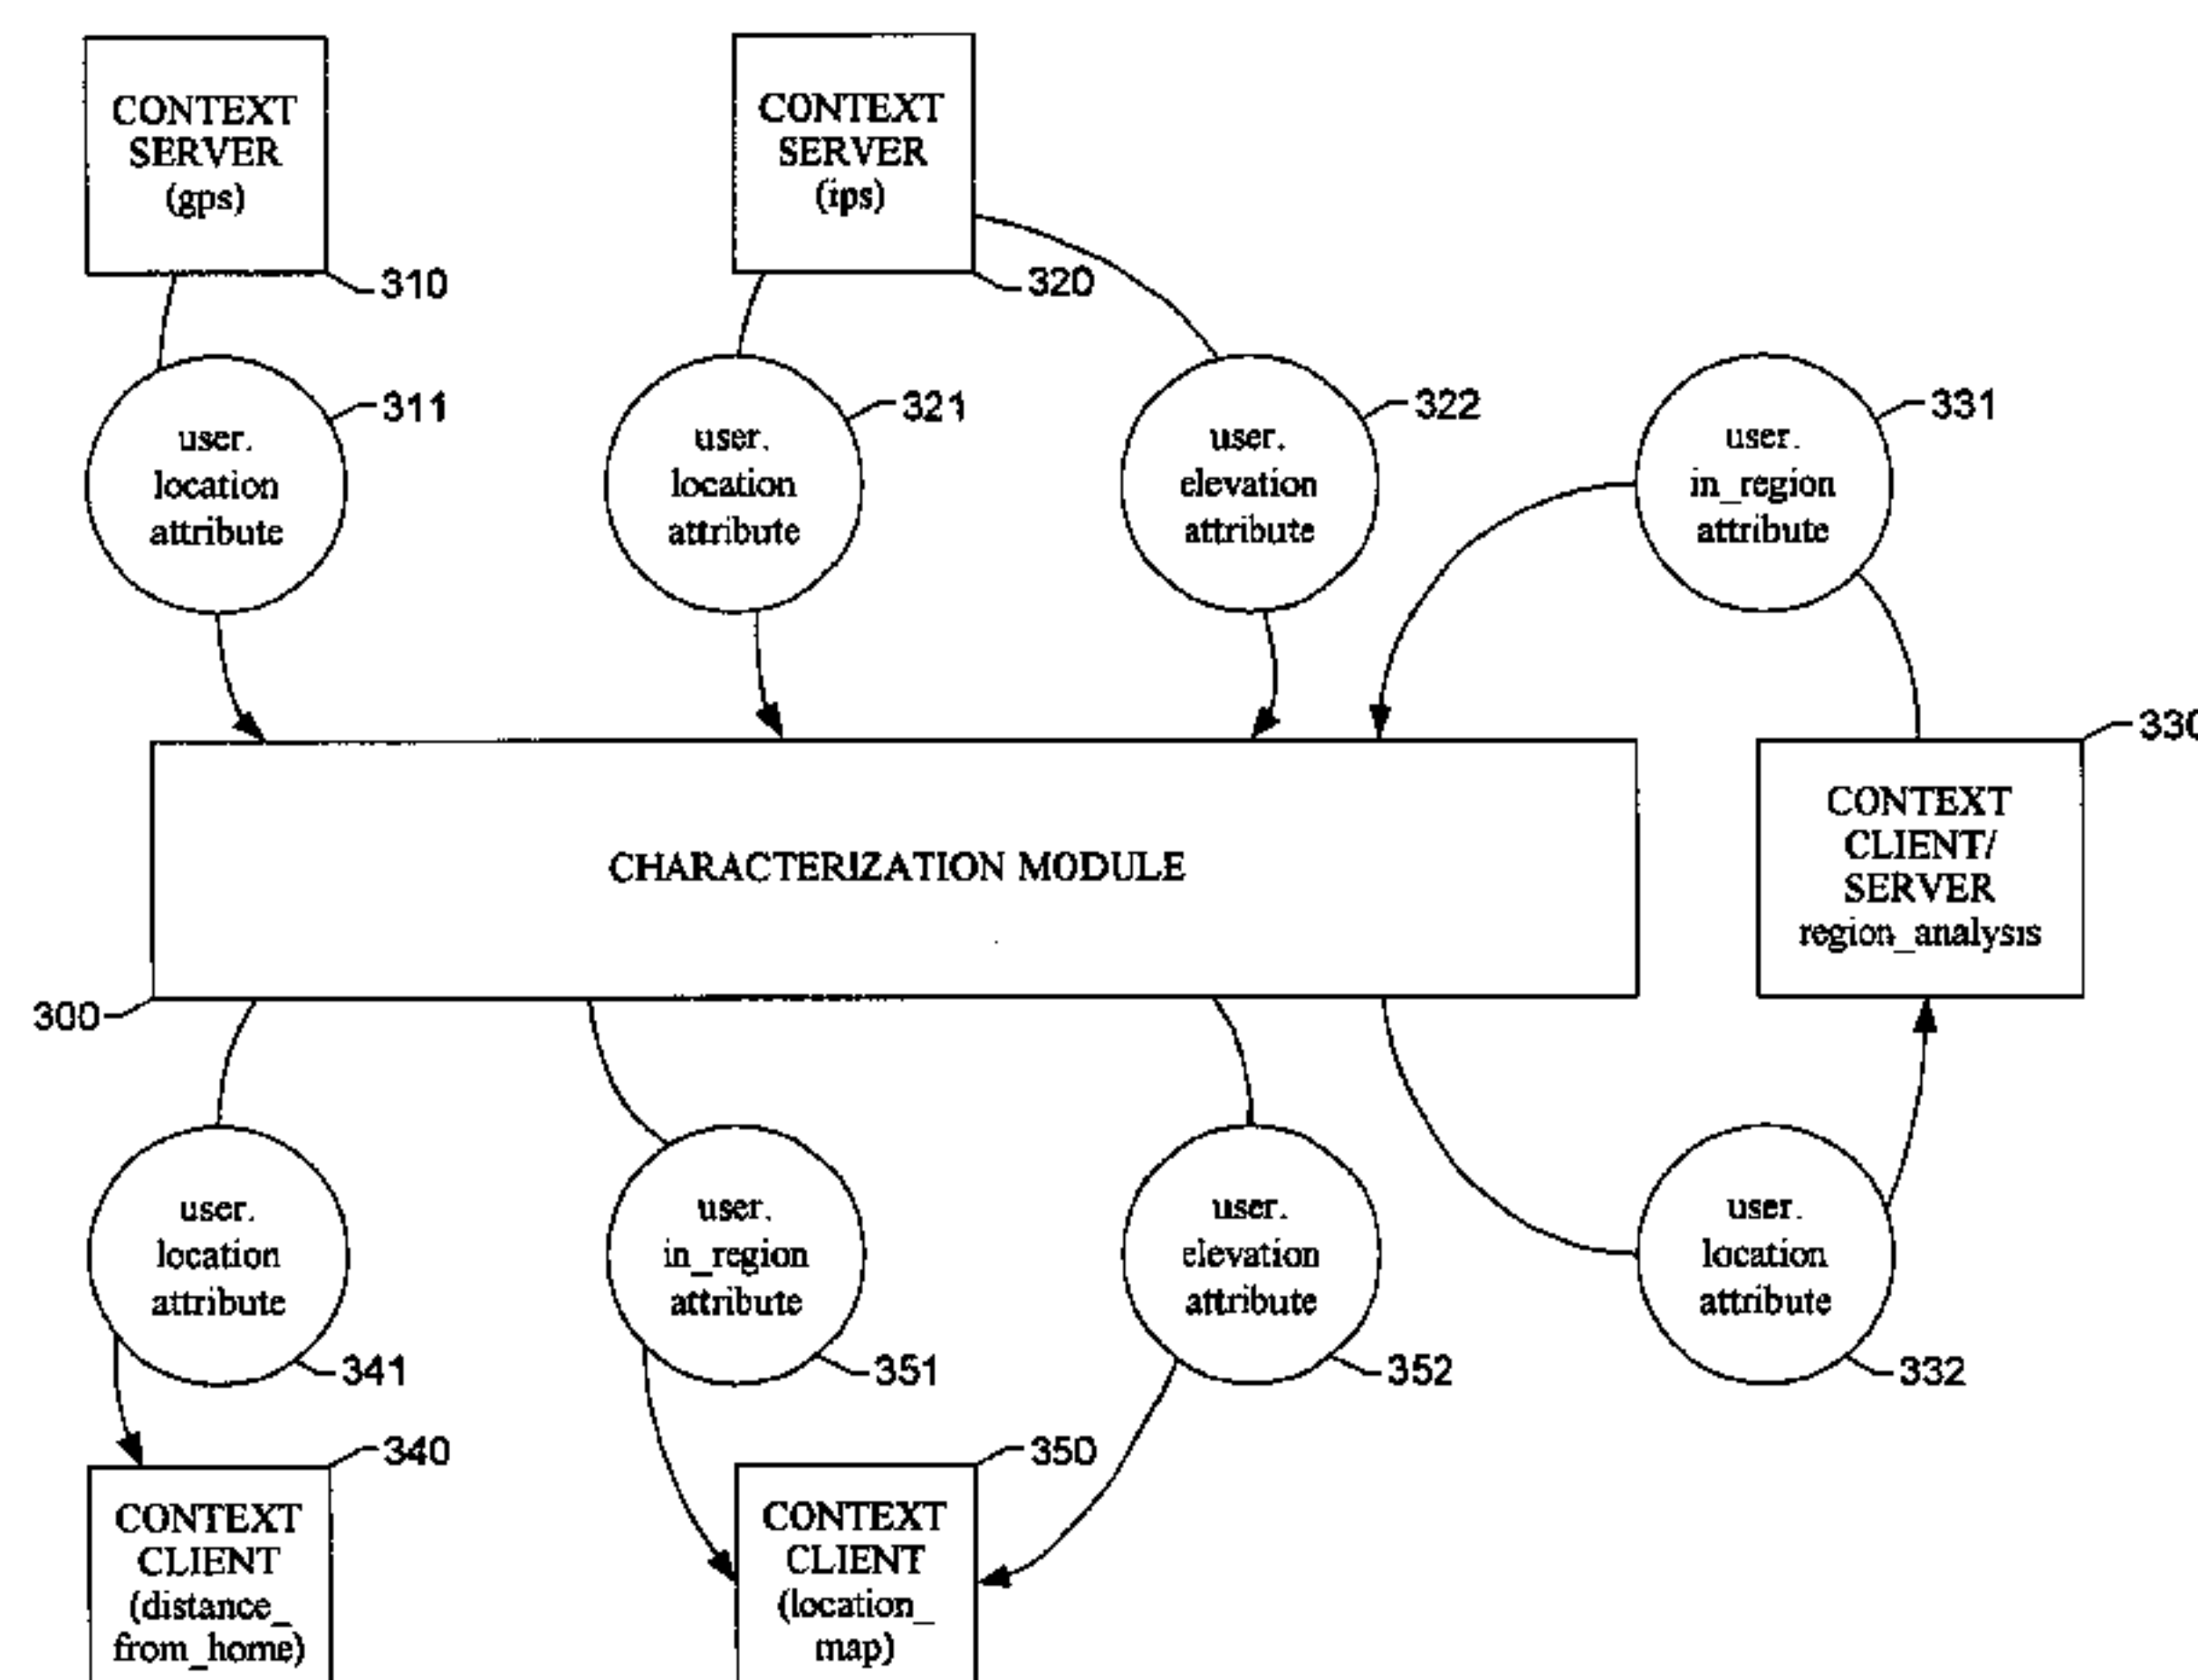 CONTEXT
SERVER
(gps)
310
CONTEXT
SERVER
(ips)
320
user.
location
attribute
311
user.
location
attribute
321
user.
elevation
attribute
322
user.
in_region
attribute
331
CHARACTERIZATION MODULE
300
CONTEXT
CLIENT/
SERVER
region_analysis
330
user.
location
attribute
341
user.
in_region
attribute
351
user.
elevation
attribute
352
user.
location
attribute
332
CONTEXT
CLIENT
(distance_
from_home)
340
CONTEXT
CLIENT
(location_
map)
350